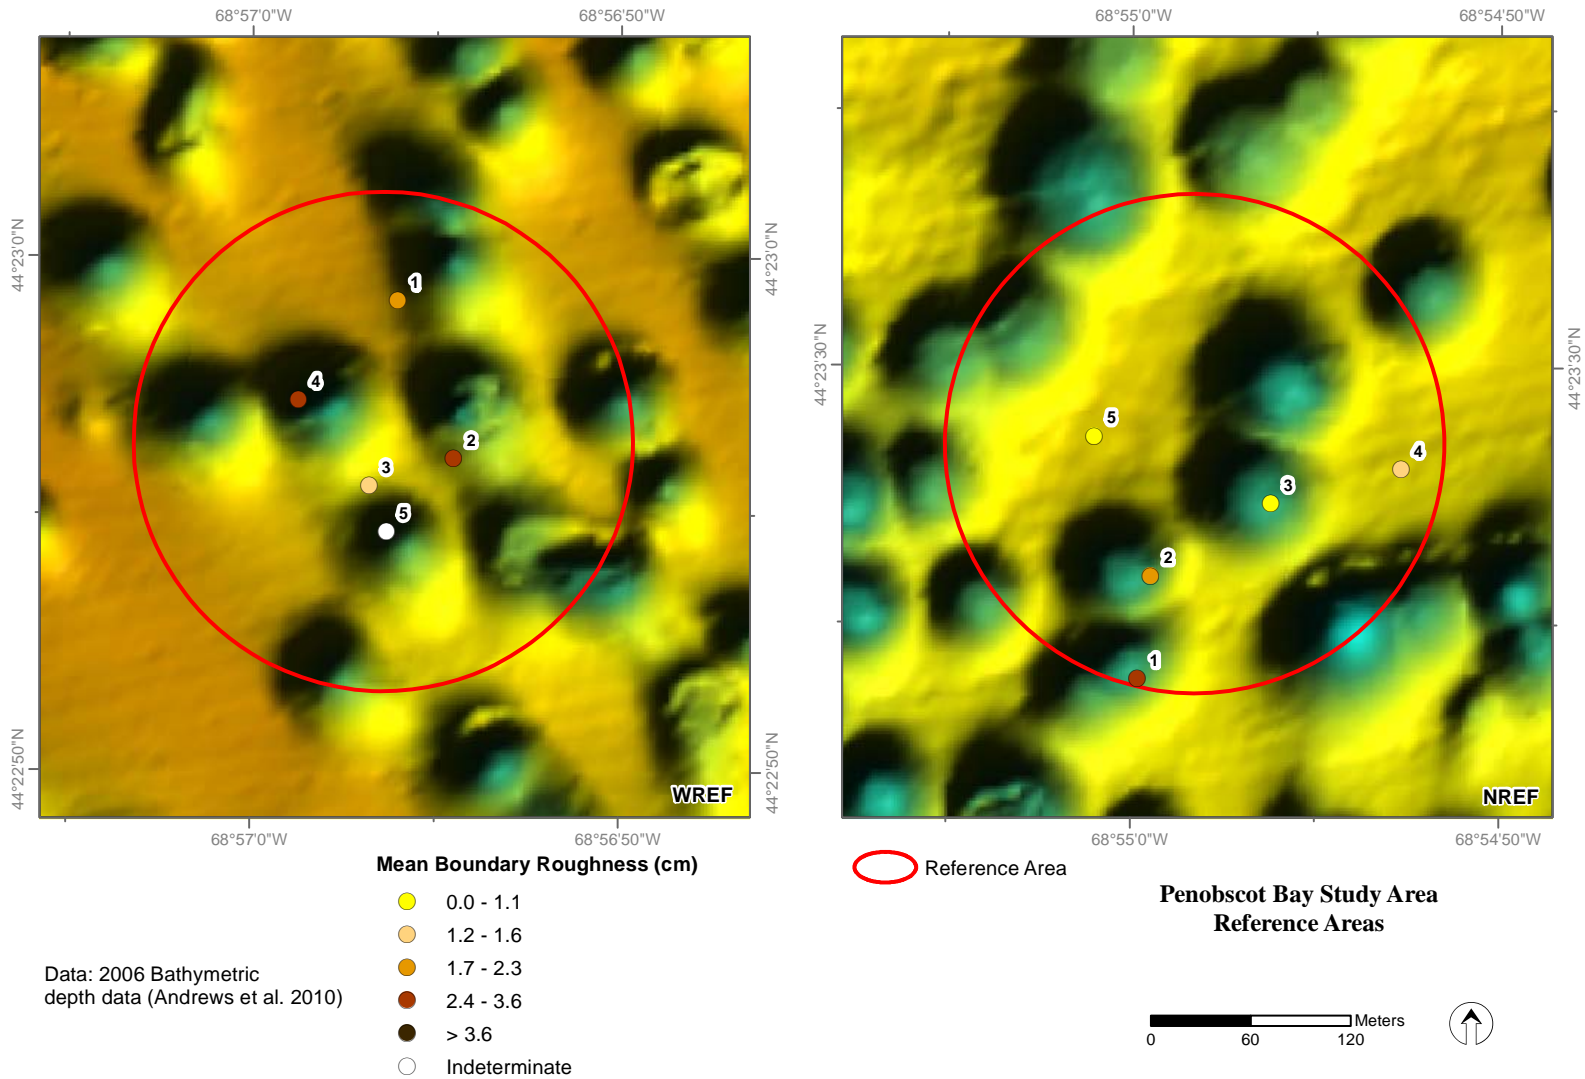 68°57'0"W 68°56'50"W 68°55'0"W 68°54'50"W
44°23'0"N
44°22'50"N
1
4
2
3
5
WREF
44°23'0"N
44°22'50"N
44°23'30"N
5
4
3
2
1
NREF
44°23'30"N
68°57'0"W 68°56'50"W 68°55'0"W 68°54'50"W
Mean Boundary Roughness (cm)
0.0 - 1.1
1.2 - 1.6
1.7 - 2.3
2.4 - 3.6
> 3.6
Indeterminate
Data: 2006 Bathymetric
depth data (Andrews et al. 2010)
Reference Area
Penobscot Bay Study Area
Reference Areas
Meters
0 60 120